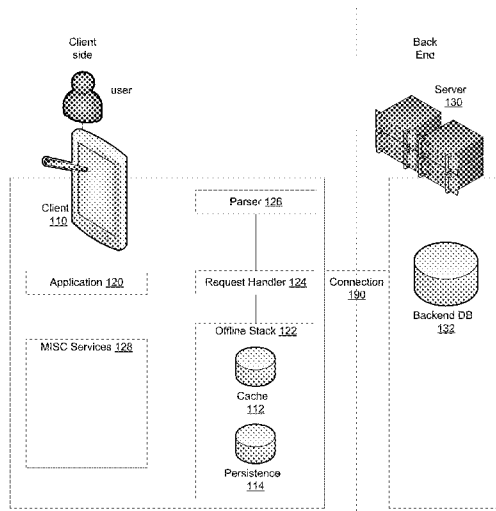 Client
side
Back
End
user
Server
130
Client
110
Parser 126
Application 120
Request Handler 124
Connection
190
Backend DB
132
MISC Services 128
Offline Stack 122
Cache
112
Persistence
114